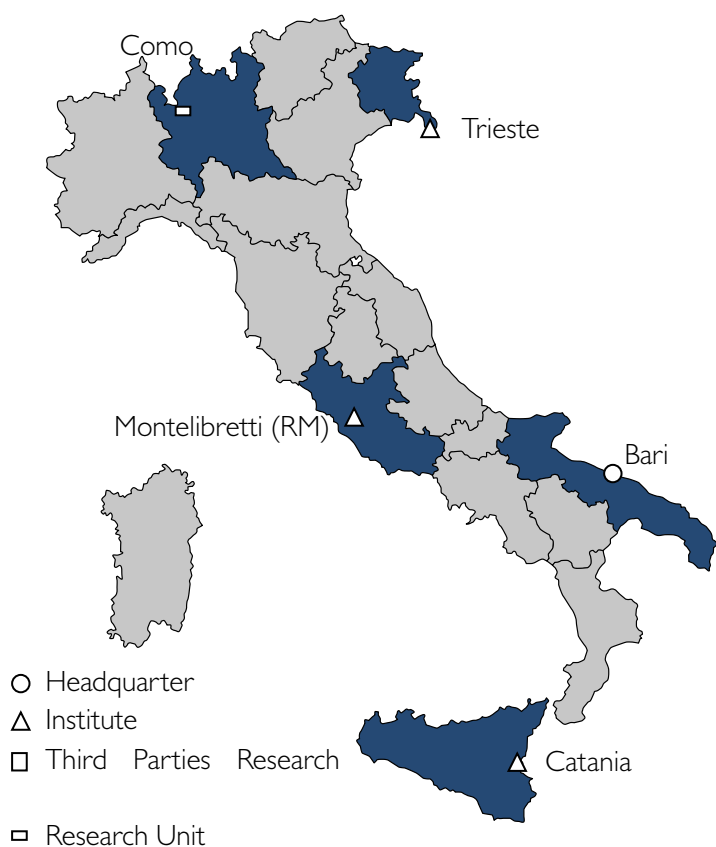 Como
Trieste
Montelibretti (RM)
Bari
Headquarter
Institute
Third Parties Research
Catania
Research Unit